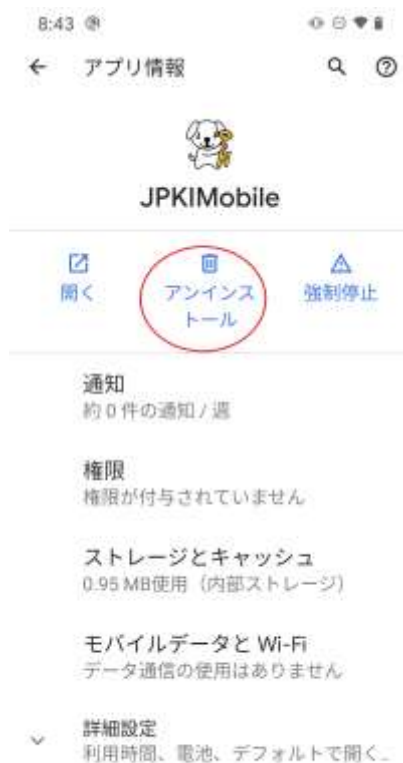 8:43
← アプリ情報
JPKIMobile
開く アンインス 強制停止
トール
通知
約 0 件の通知 / 週
権限
権限が付与されていません
ストレージとキャッシュ
0.95 MB使用（内部ストレージ）
モバイルデータと Wi-Fi
データ通信の使用はありません
詳細設定
利用時間、電池、デフォルトで開く..